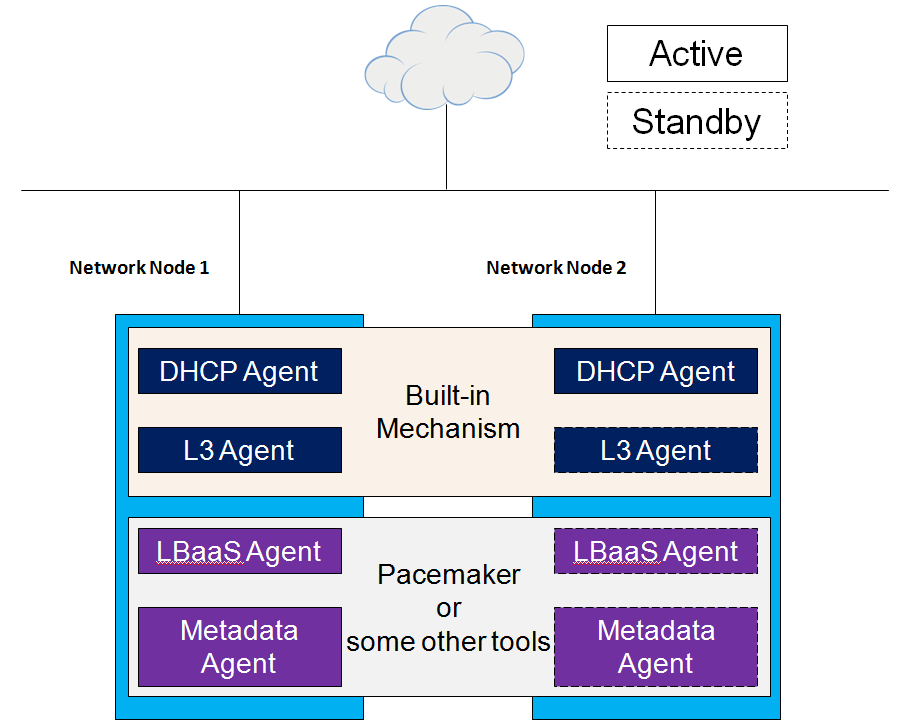 Active
Standby
Network Node 1
Network Node 2
DHCP Agent
DHCP Agent
Built-in
Mechanism
L3 Agent
L3 Agent
LBaaS Agent
LBaaS Agent
Pacemaker
or
some other tools
Metadata
Agent
Metadata
Agent